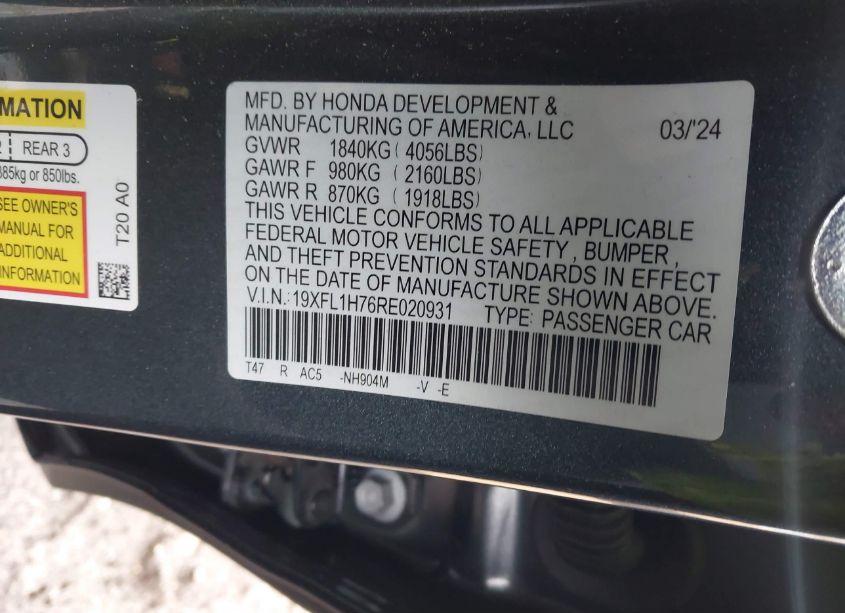 MATION
REAR 3
385kg or 850lbs.
SEE OWNER'S
MANUAL FOR
ADDITIONAL
INFORMATION
T20 A0
MFD. BY HONDA DEVELOPMENT &
MANUFACTURING OF AMERICA, LLC 03/'24
GVWR 1840KG (4056LBS)
GAWR F 980KG (2160LBS)
GAWR R 870KG (1918LBS)
THIS VEHICLE CONFORMS TO ALL APPLICABLE
FEDERAL MOTOR VEHICLE SAFETY, BUMPER,
AND THEFT PREVENTION STANDARDS IN EFFECT
ON THE DATE OF MANUFACTURE SHOWN ABOVE.
V.I.N.:19XFL1H76RE020931 TYPE: PASSENGER CAR
T47 R AC5 -NH904M -V -E